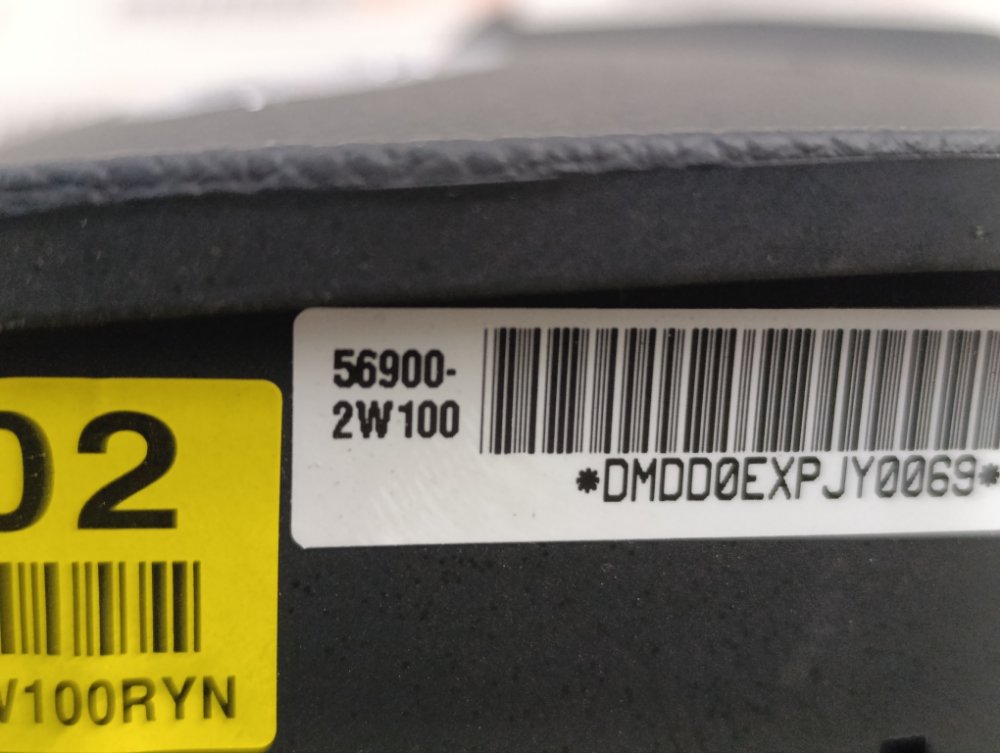 56900-
2W100
*DMDD0EXPJY0069*
02
W100RYN